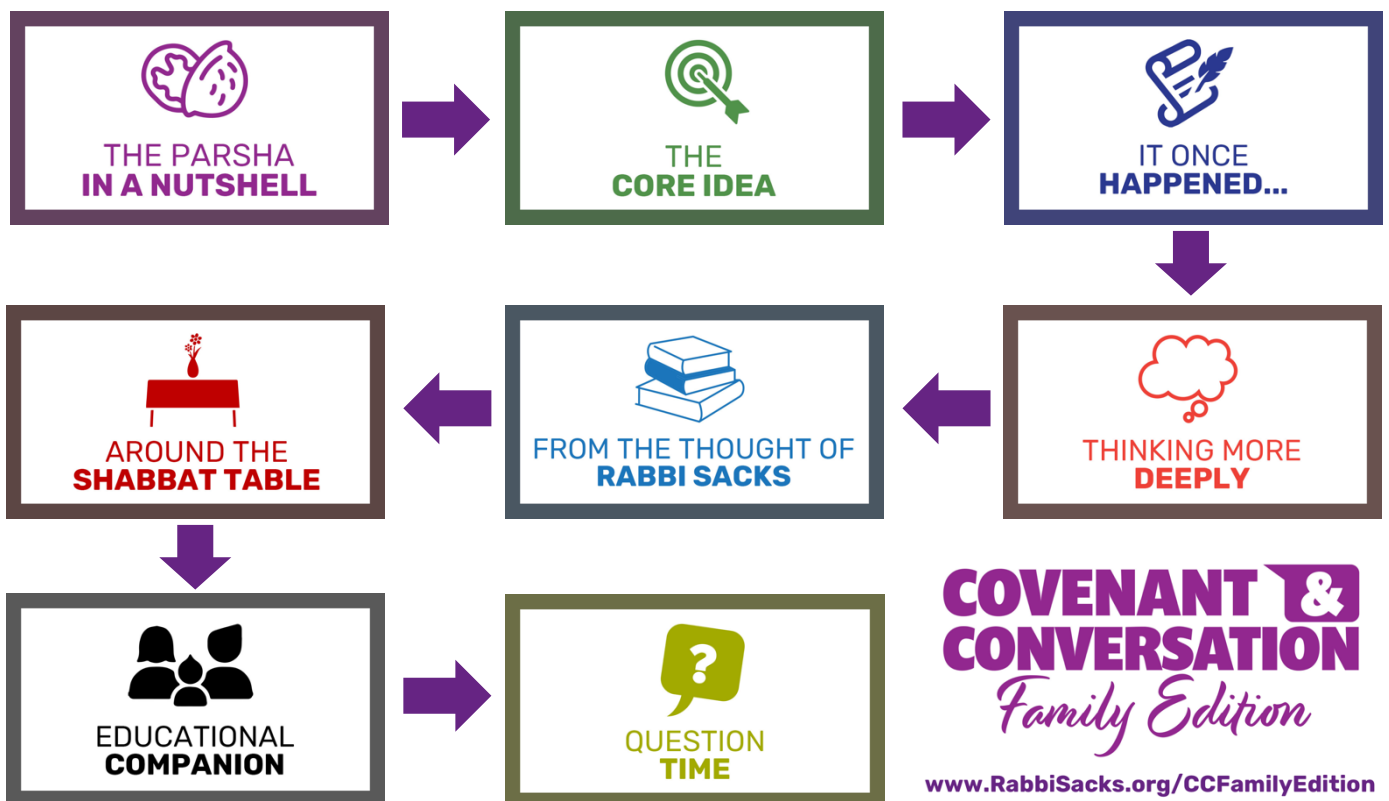 THE PARSHA
IN A NUTSHELL
THE
CORE IDEA
IT ONCE
HAPPENED...
THINKING MORE
DEEPLY
FROM THE THOUGHT OF
RABBI SACKS
AROUND THE
SHABBAT TABLE
EDUCATIONAL
COMPANION
?
QUESTION
TIME
COVENANT &
CONVERSATION
Family Edition
www.RabbiSacks.org/CCFamilyEdition